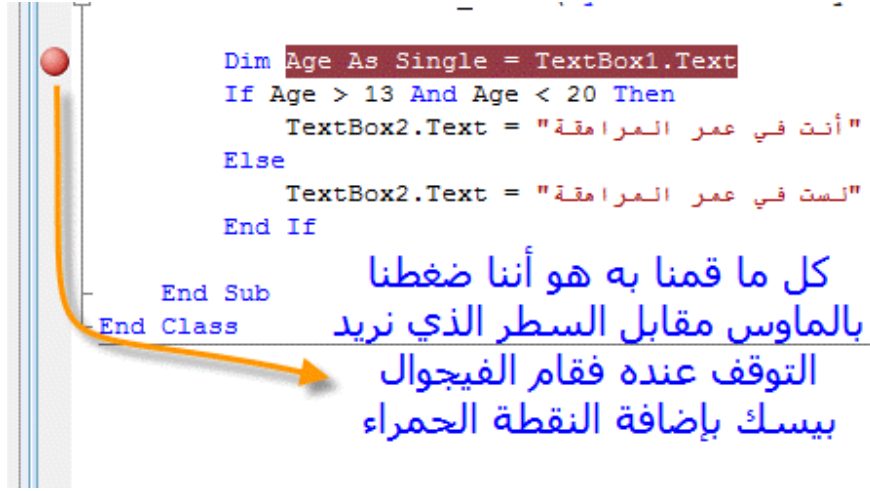 Dim Age As Single = TextBox1.Text
If Age > 13 And Age < 20 Then
TextBox2.Text = "أنت في عمر المراهقة"
Else
TextBox2.Text = "لست في عمر المراهقة"
End If
End Sub
End Class
كل ما قمنا به هو أننا ضغطنا
بالماوس مقابل السطر الذي نريد
التوقف عنده فقام الفيجوال
بيسك بإضافة النقطة الحمراء